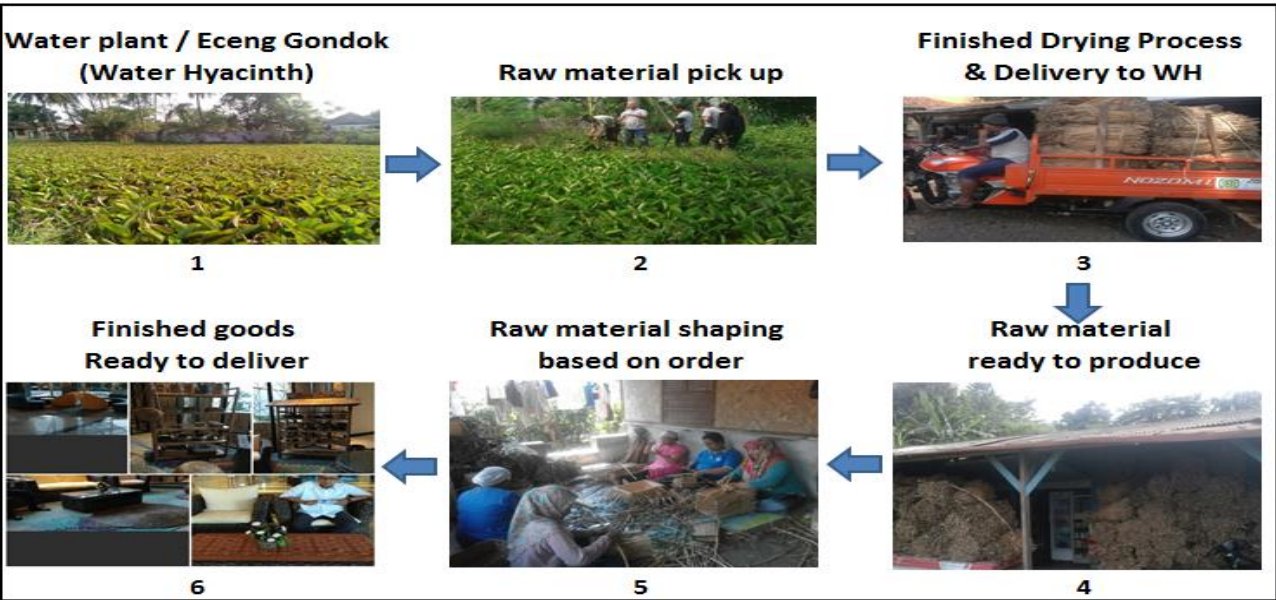 Water plant / Eceng Gondok
(Water Hyacinth)
Raw material pick up
Finished Drying Process
& Delivery to WH
NOZOMI
1
2
3
Finished goods
Ready to deliver
Raw material shaping
based on order
Raw material
ready to produce
6
5
4